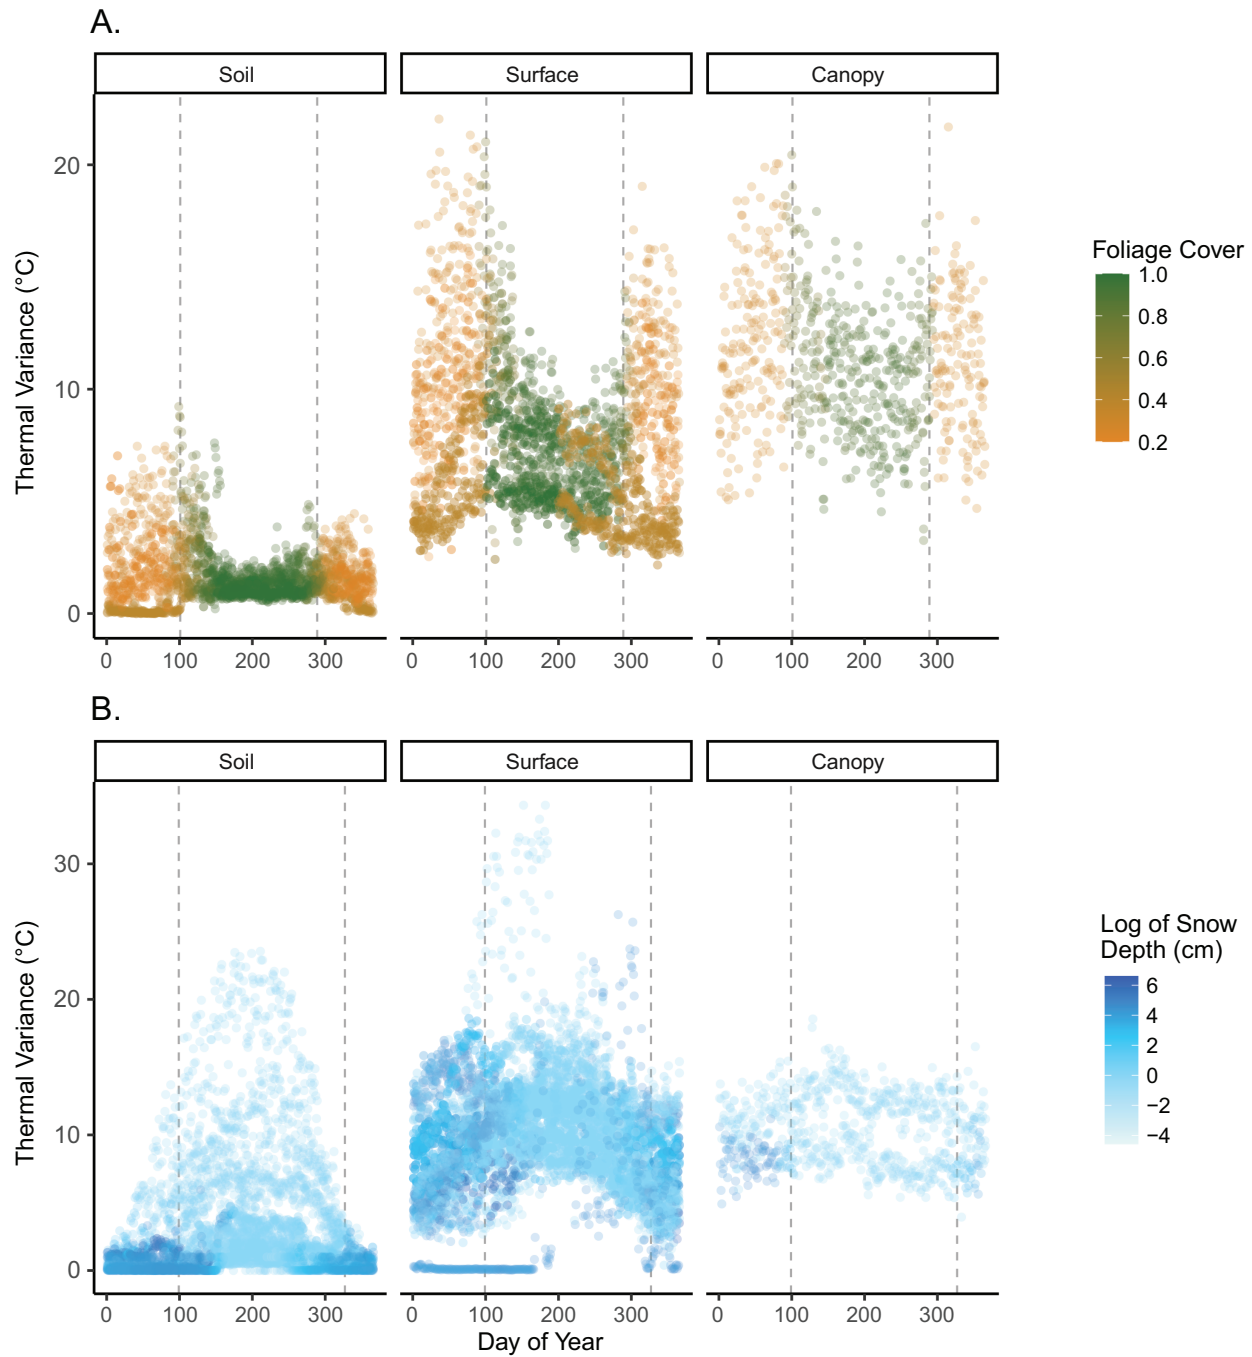 A.
Soil Surface Canopy
20
10
0
Thermal Variance (°C)
0 100 200 300 0 100 200 300 0 100 200 300
Foliage Cover
1.0
0.8
0.6
0.4
0.2
B.
Soil Surface Canopy
30
20
10
0
Thermal Variance (°C)
0 100 200 300 0 100 200 300 0 100 200 300
Day of Year
Log of Snow
Depth (cm)
6
4
2
0
−2
−4